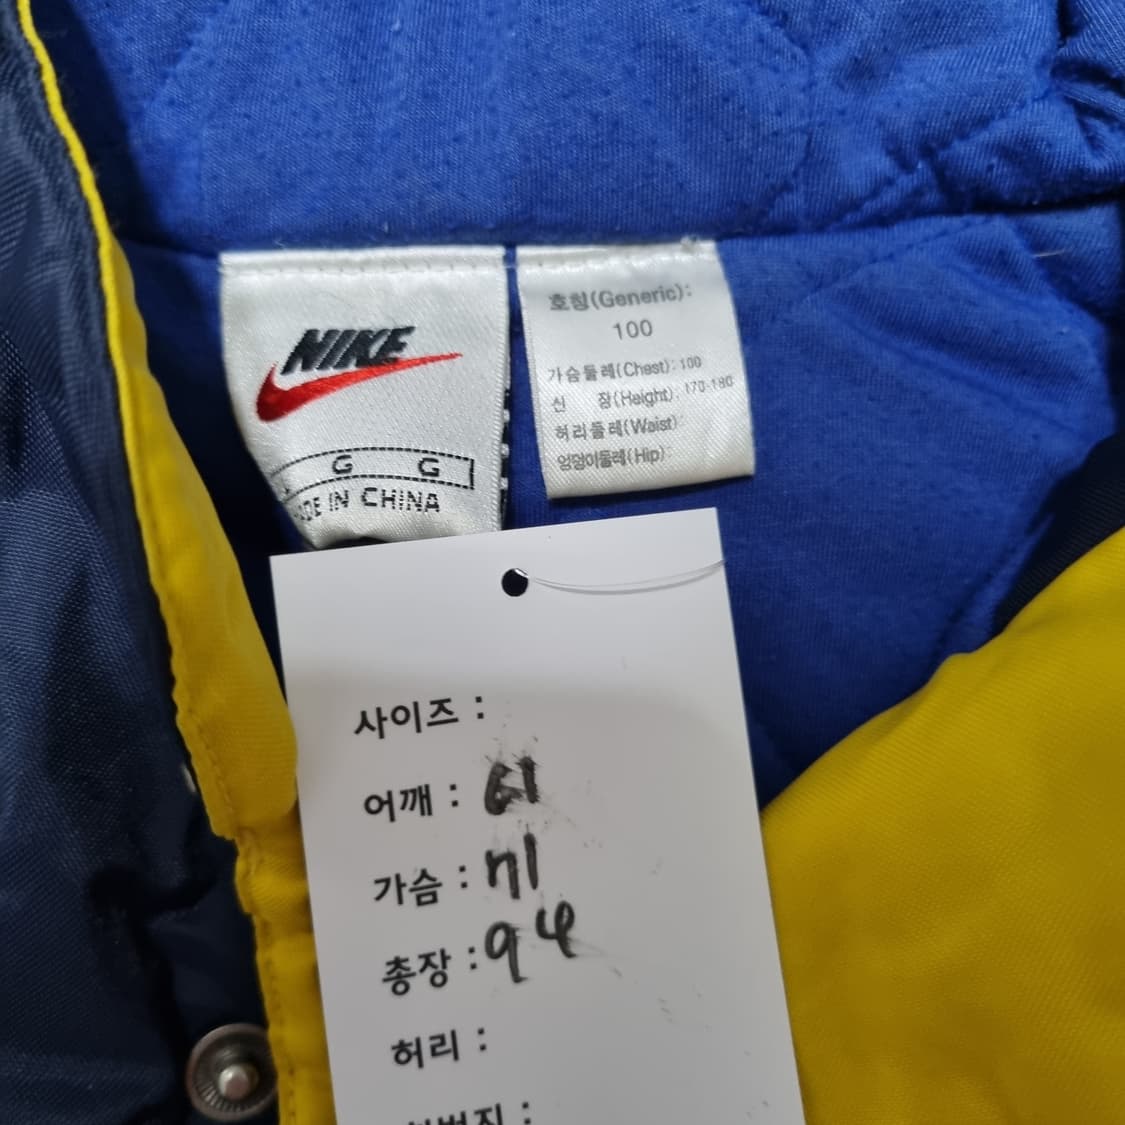 NIKE
G G
MADE IN CHINA
호칭(Generic):
100
가슴둘레(Chest): 100
신 장(Height): 170-180
허리둘레(Waist):
엉덩이둘레(Hip):
사이즈 :
어깨 : 61
가슴 : 71
총장 : 94
허리 :